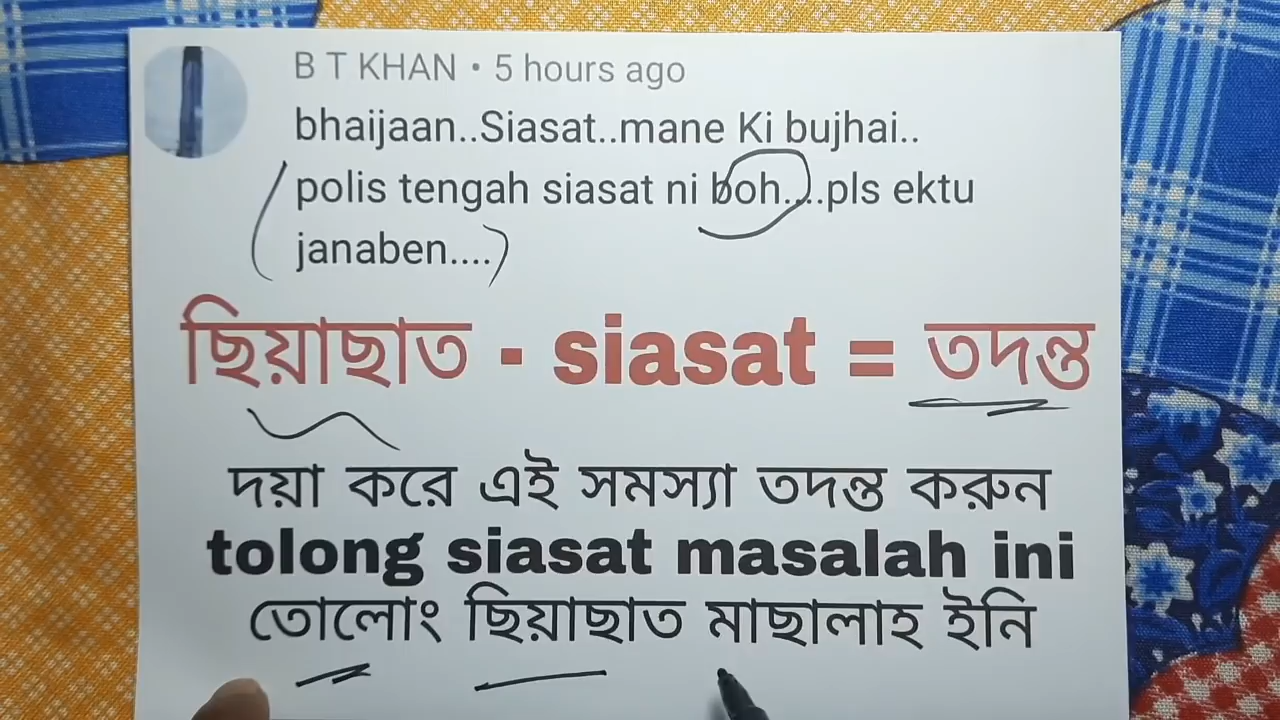 B T KHAN • 5 hours ago
bhaijaan..Siasat..mane Ki bujhai..
polis tengah siasat ni boh....pls ektu
janaben....
ছিয়াছাত - siasat = তদন্ত
দয়া করে এই সমস্যা তদন্ত করুন
tolong siasat masalah ini
তোলোং ছিয়াছাত মাছালাহ ইনি